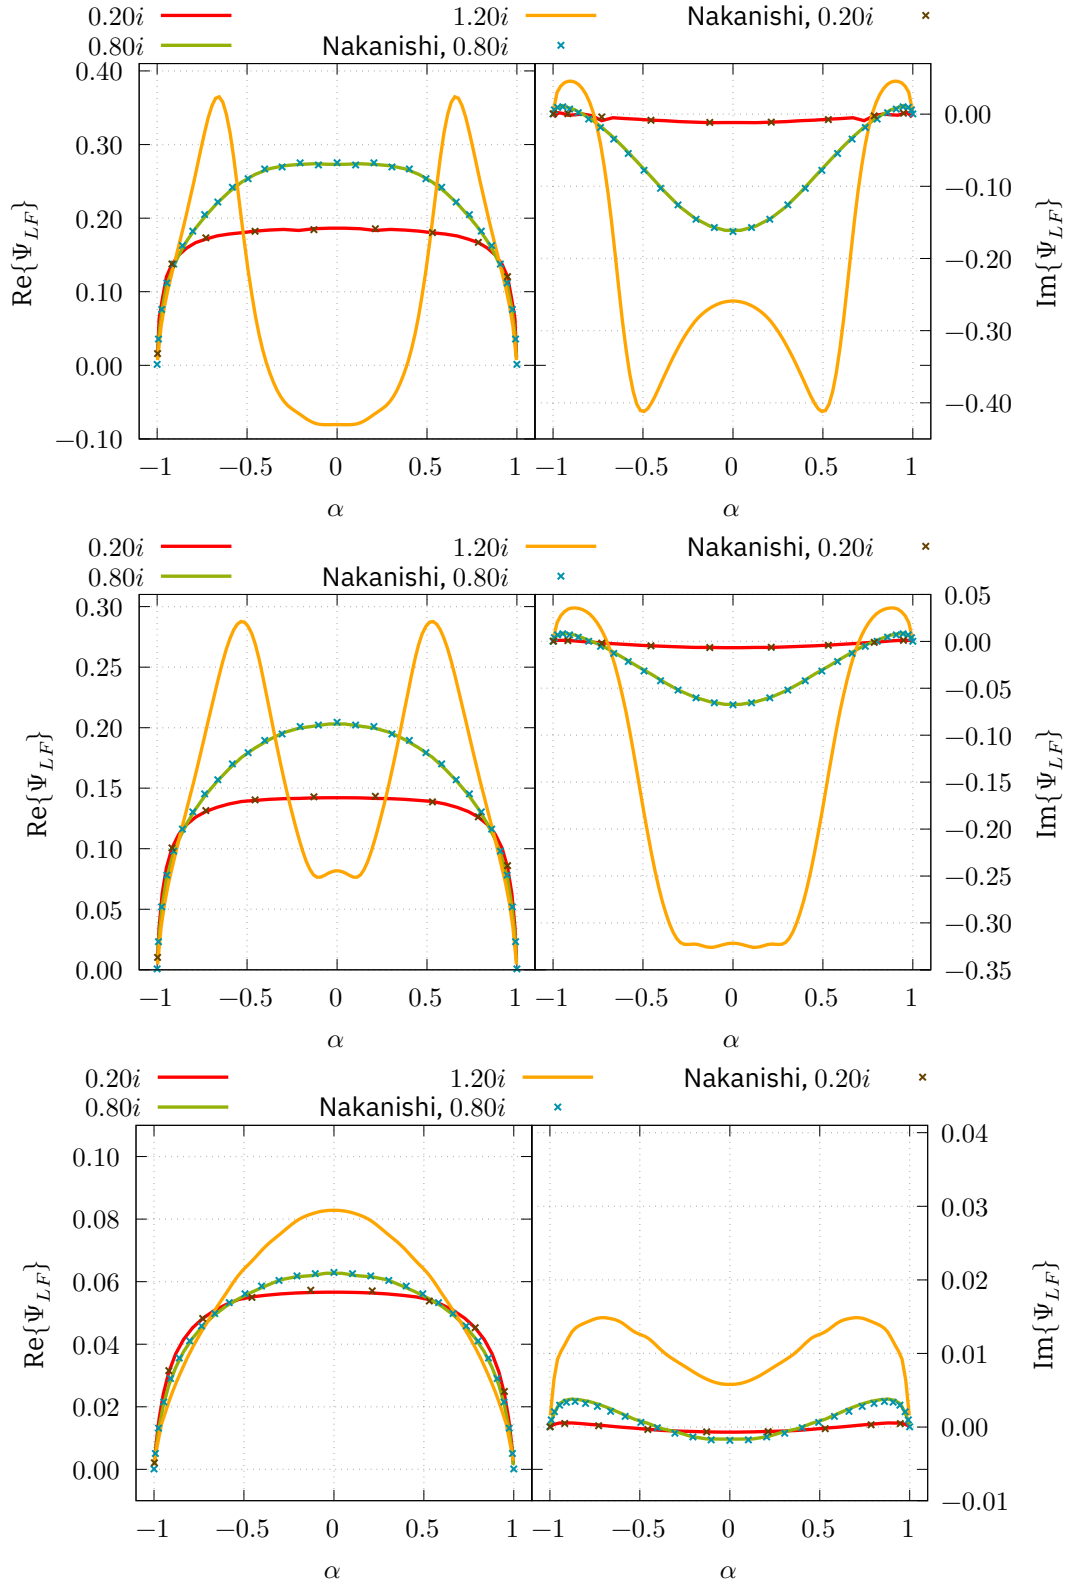 0.20i 1.20i Nakanishi, 0.20i
0.80i Nakanishi, 0.80i
0.40
0.30
0.20
0.10
0.00
−0.10
Re{Ψ_LF}
−1 −0.5 0 0.5 1
α
0.00
−0.10
−0.20
−0.30
−0.40
Im{Ψ_LF}
−1 −0.5 0 0.5 1
α
0.20i 1.20i Nakanishi, 0.20i
0.80i Nakanishi, 0.80i
0.30
0.25
0.20
0.15
0.10
0.05
0.00
Re{Ψ_LF}
−1 −0.5 0 0.5 1
α
0.05
0.00
−0.05
−0.10
−0.15
−0.20
−0.25
−0.30
−0.35
Im{Ψ_LF}
−1 −0.5 0 0.5 1
α
0.20i 1.20i Nakanishi, 0.20i
0.80i Nakanishi, 0.80i
0.10
0.08
0.06
0.04
0.02
0.00
Re{Ψ_LF}
−1 −0.5 0 0.5 1
α
0.04
0.03
0.02
0.01
0.00
−0.01
Im{Ψ_LF}
−1 −0.5 0 0.5 1
α